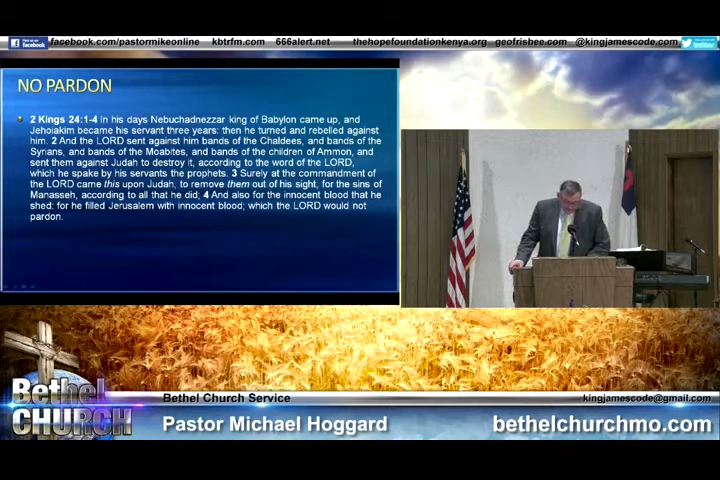 Find us on facebook facebook.com/pastormikeonline kbtrfm.com 666alert.net thehopefoundationkenya.org geofrisbee.com @kingjamescode.com
NO PARDON
2 Kings 24:1-4 In his days Nebuchadnezzar king of Babylon came up, and
Jehoiakim became his servant three years: then he turned and rebelled against
him. 2 And the LORD sent against him bands of the Chaldees, and bands of the
Syrians, and bands of the Moabites, and bands of the children of Ammon, and
sent them against Judah to destroy it, according to the word of the LORD,
which he spake by his servants the prophets. 3 Surely at the commandment of
the LORD came this upon Judah, to remove them out of his sight, for the sins of
Manasseh, according to all that he did; 4 And also for the innocent blood that he
shed: for he filled Jerusalem with innocent blood; which the LORD would not
pardon.
Bethel
CHURCH
Bethel Church Service
kingjamescode@gmail.com
Pastor Michael Hoggard
bethelchurchmo.com